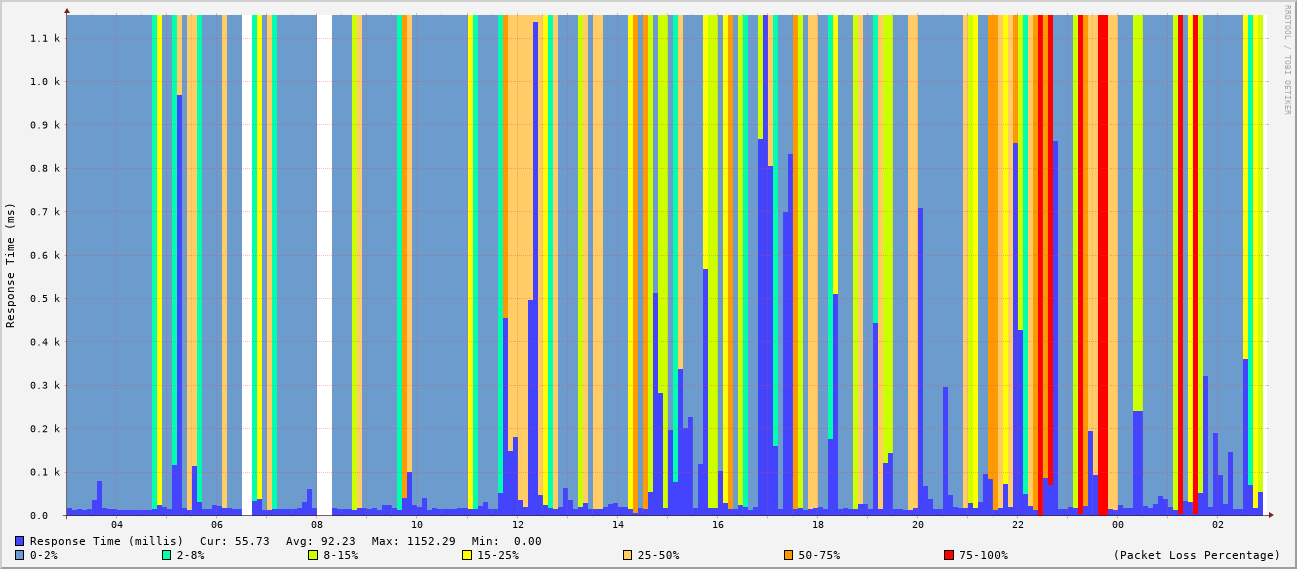 RRDTOOL / TOBI OETIKER
Response Time (ms)
1.1 k
1.0 k
0.9 k
0.8 k
0.7 k
0.6 k
0.5 k
0.4 k
0.3 k
0.2 k
0.1 k
0.0
04 06 08 10 12 14 16 18 20 22 00 02
Response Time (millis) Cur: 55.73 Avg: 92.23 Max: 1152.29 Min: 0.00
0-2% 2-8% 8-15% 15-25% 25-50% 50-75% 75-100% (Packet Loss Percentage)